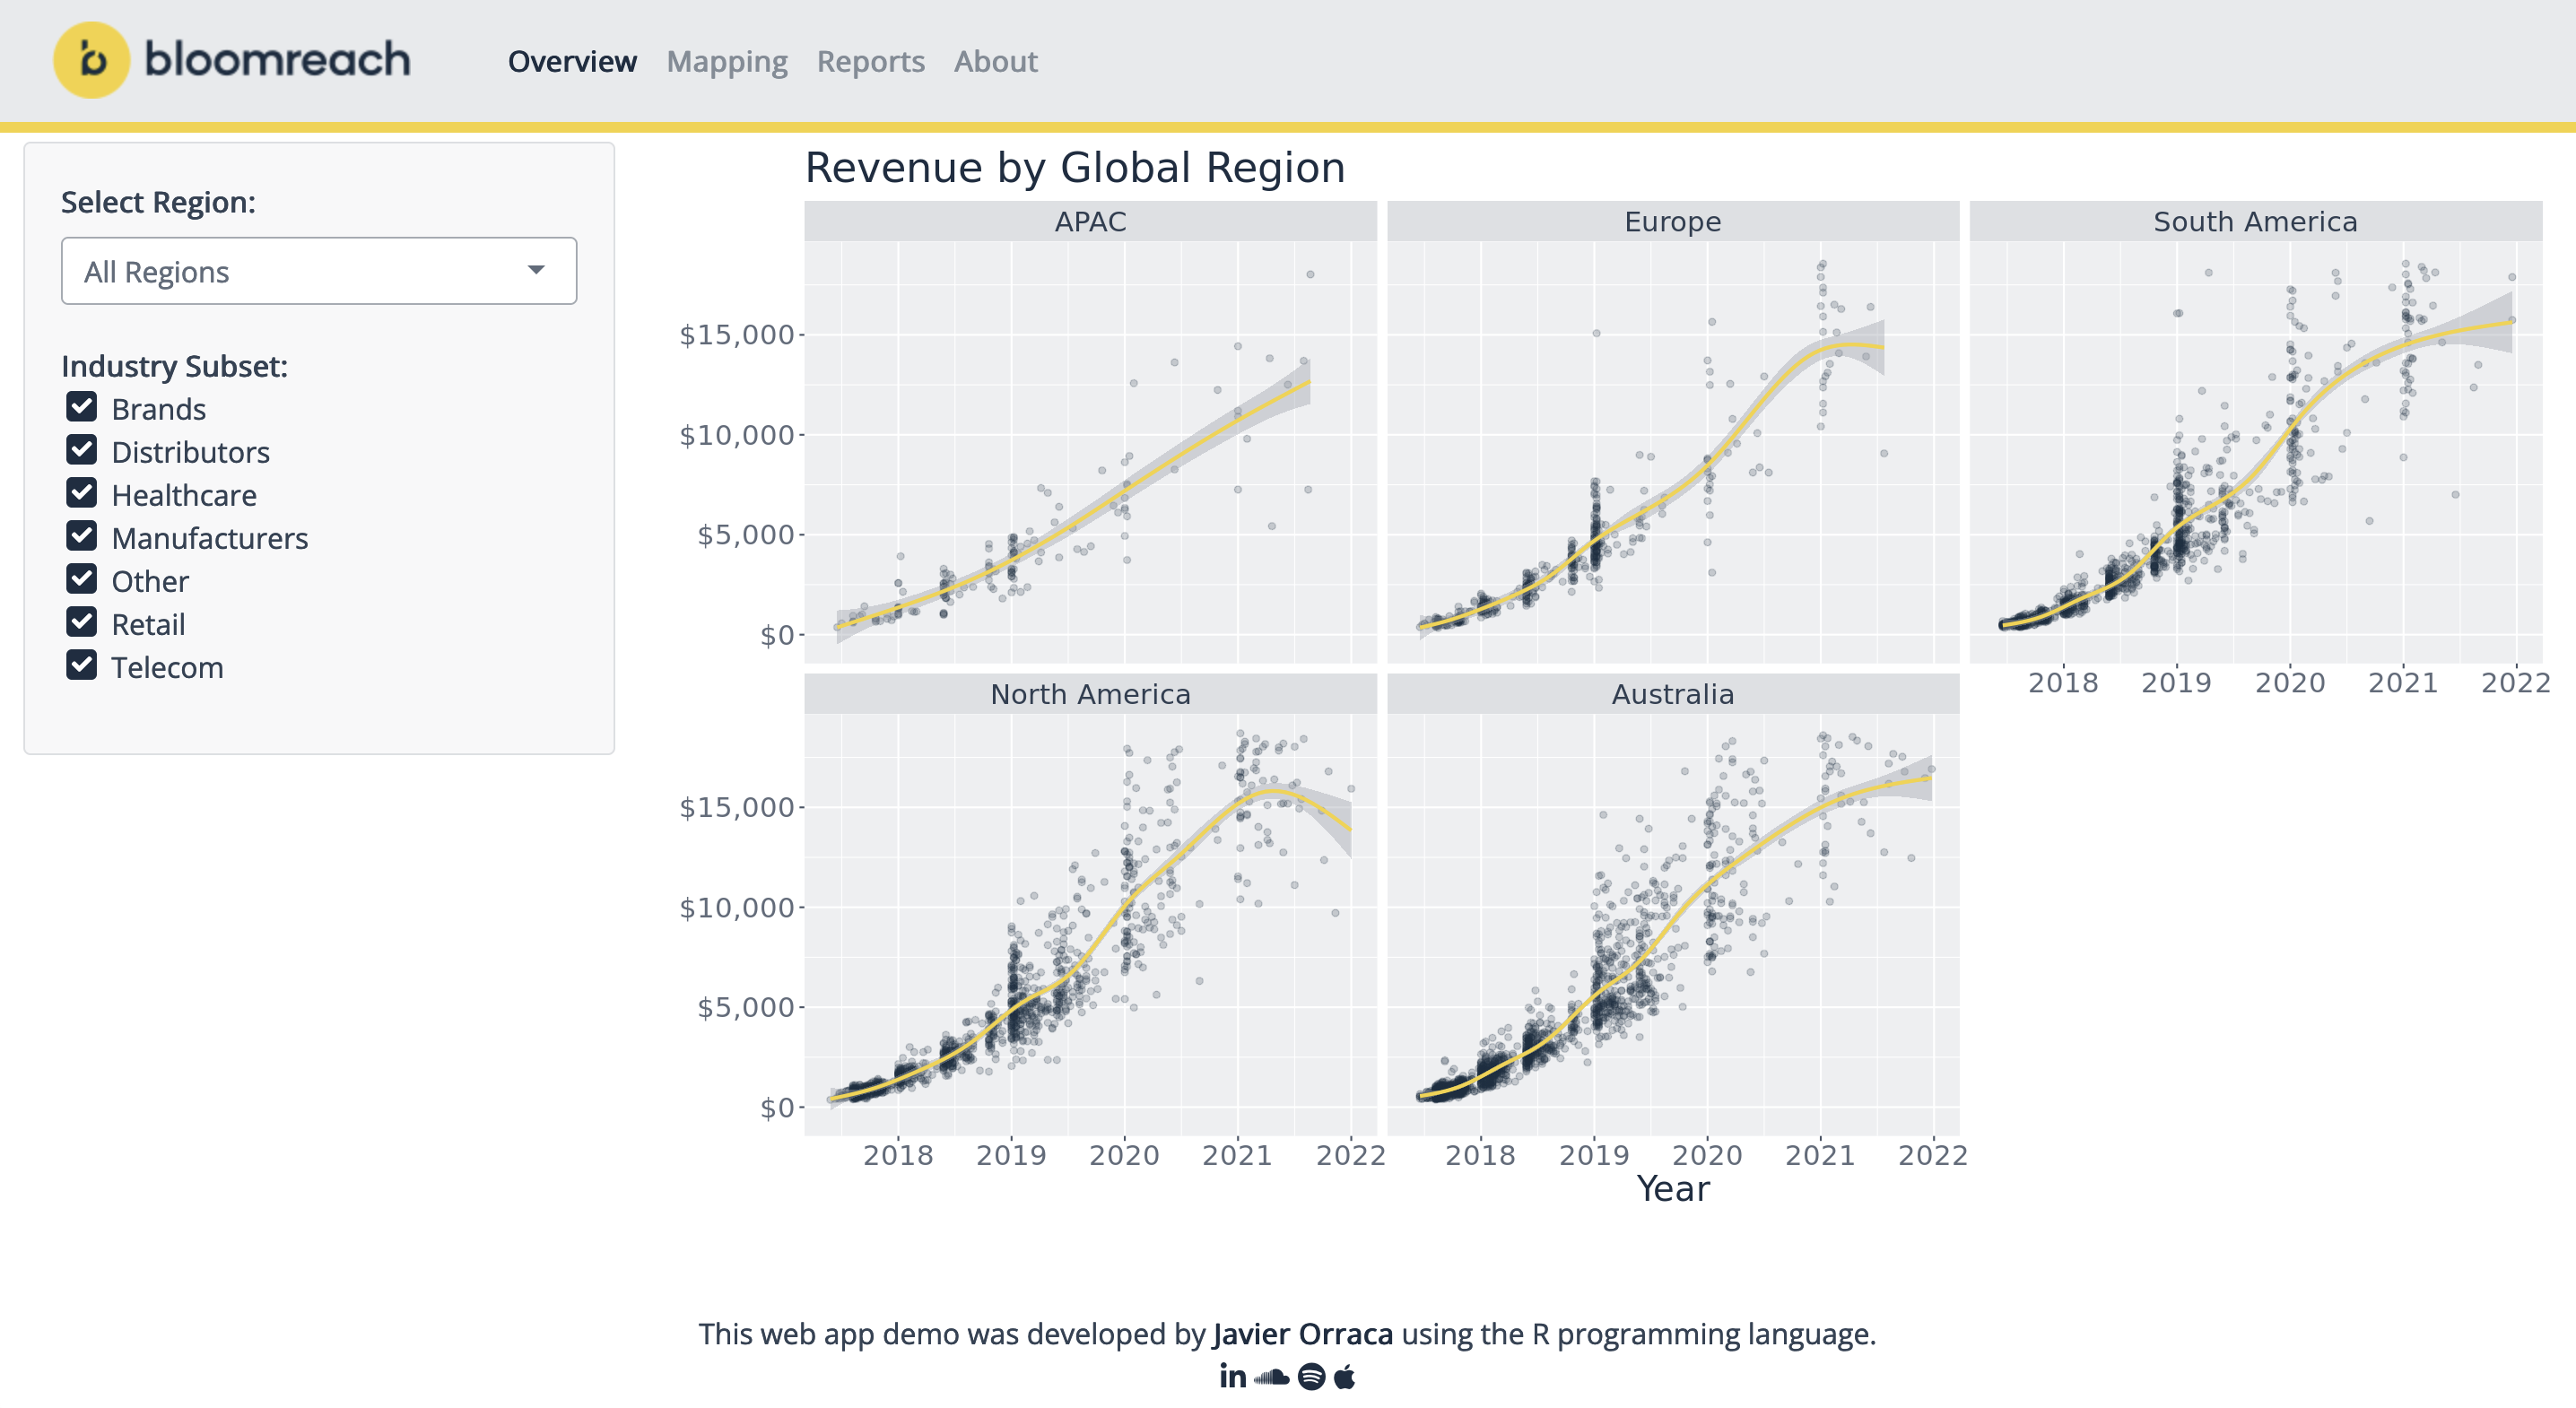 bloomreach
Overview Mapping Reports About
Select Region:
All Regions
Industry Subset:
Brands
Distributors
Healthcare
Manufacturers
Other
Retail
Telecom
Revenue by Global Region
APAC
Europe
South America
$15,000
$10,000
$5,000
$0
2018 2019 2020 2021 2022
North America
Australia
$15,000
$10,000
$5,000
$0
2018 2019 2020 2021 2022
2018 2019 2020 2021 2022
Year
This web app demo was developed by Javier Orraca using the R programming language.
in